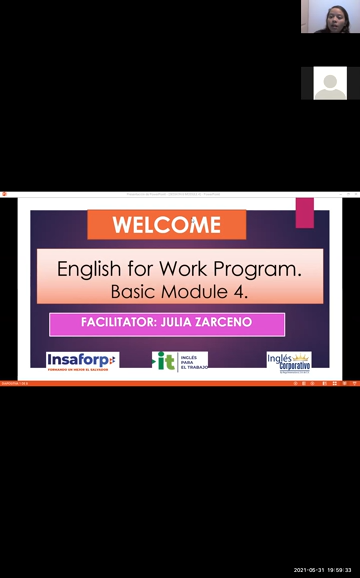 WELCOME
English for Work Program.
Basic Module 4.
FACILITATOR: JULIA ZARCENO
Insaforp
FORMANDO UN MEJOR EL SALVADOR
it
INGLÉS
PARA
EL TRABAJO
Inglés
Corporativo
2021-05-31 19:59:33